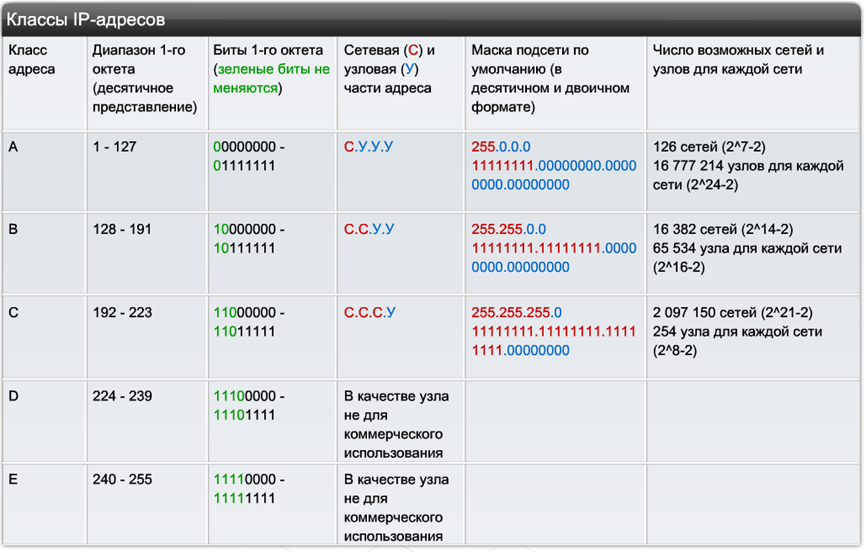 Классы IP-адресов
Класс
адреса
Диапазон 1-го
октета
(десятичное
представление)
Биты 1-го октета
(зеленые биты не
меняются)
Сетевая (С) и
узловая (У)
части адреса
Маска подсети по
умолчанию (в
десятичном и двоичном
формате)
Число возможных сетей и
узлов для каждой сети
A
1 - 127
00000000 -
01111111
С.У.У.У
255.0.0.0
11111111.00000000.0000
0000.00000000
126 сетей (2^7-2)
16 777 214 узлов для каждой
сети (2^24-2)
B
128 - 191
10000000 -
10111111
С.С.У.У
255.255.0.0
11111111.11111111.0000
0000.00000000
16 382 сетей (2^14-2)
65 534 узла для каждой сети
(2^16-2)
C
192 - 223
11000000 -
11011111
С.С.С.У
255.255.255.0
11111111.11111111.1111
1111.00000000
2 097 150 сетей (2^21-2)
254 узла для каждой сети
(2^8-2)
D
224 - 239
11100000 -
11101111
В качестве узла
не для
коммерческого
использования
E
240 - 255
11110000 -
11111111
В качестве узла
не для
коммерческого
использования